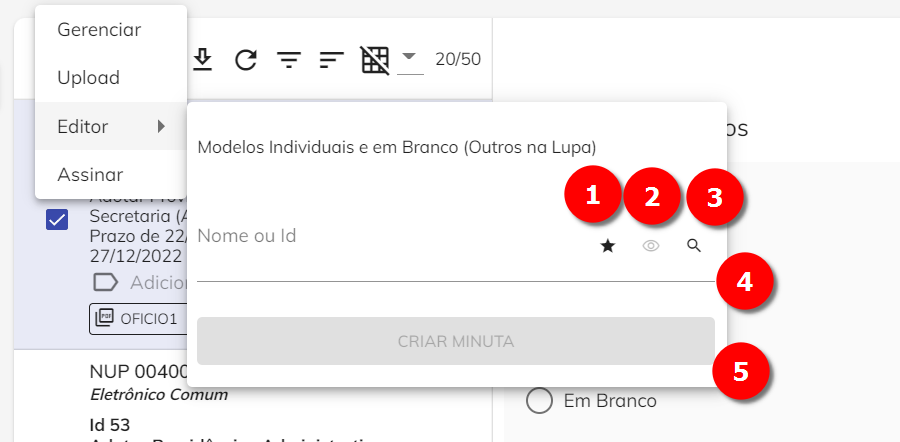 Gerenciar
Upload
Editor
Assinar
20/50
Modelos Individuais e em Branco (Outros na Lupa)
1
2
3
Nome ou Id
4
CRIAR MINUTA
5
Secretaria (A
Prazo de 22/
27/12/2022
Adicio
PDF
OFICIO1
NUP 00400
Eletrônico Comum
Id 53
os
Em Branco